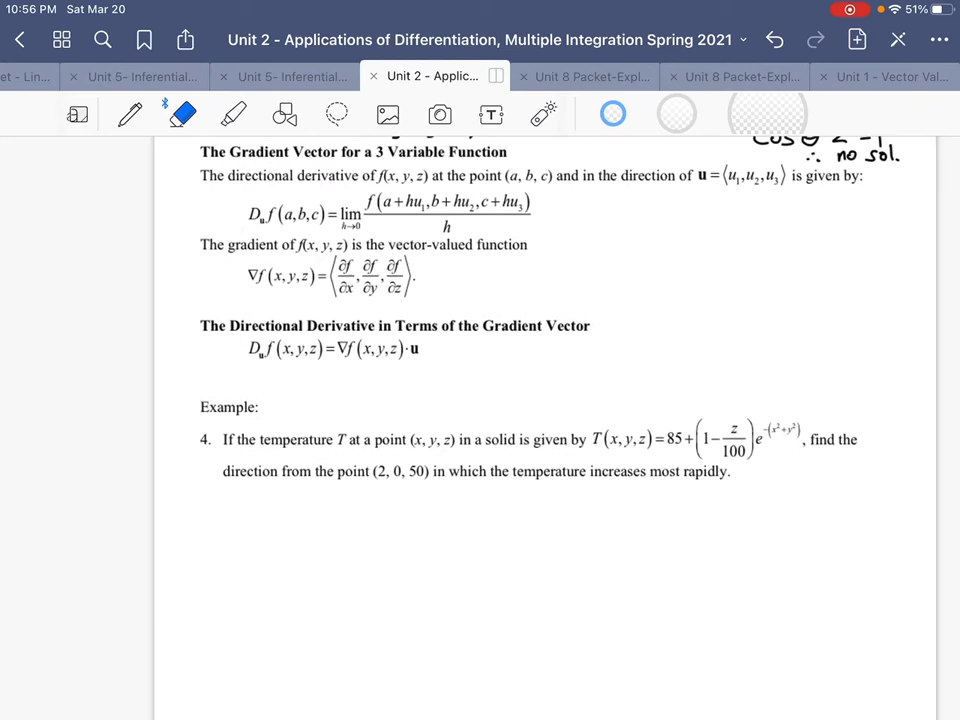 10:56 PM Sat Mar 20
51%
Unit 2 - Applications of Differentiation, Multiple Integration Spring 2021
et - Lin...
× Unit 5- Inferential...
× Unit 5- Inferential...
× Unit 2 - Applic...
× Unit 8 Packet-Expl...
× Unit 8 Packet-Expl...
× Unit 1 - Vector Val...
∴ no sol.
The Gradient Vector for a 3 Variable Function
The directional derivative of f(x, y, z) at the point (a, b, c) and in the direction of u = ⟨u₁,u₂,u₃⟩ is given by:
D_u f(a,b,c) = lim_{h→0} f(a+hu₁,b+hu₂,c+hu₃)/h
The gradient of f(x, y, z) is the vector-valued function
∇f(x,y,z) = ⟨∂f/∂x, ∂f/∂y, ∂f/∂z⟩.
The Directional Derivative in Terms of the Gradient Vector
D_u f(x,y,z) = ∇f(x,y,z)·u
Example:
4. If the temperature T at a point (x, y, z) in a solid is given by T(x,y,z) = 85+(1−z/100)e^{-(x²+y²)}, find the
direction from the point (2, 0, 50) in which the temperature increases most rapidly.